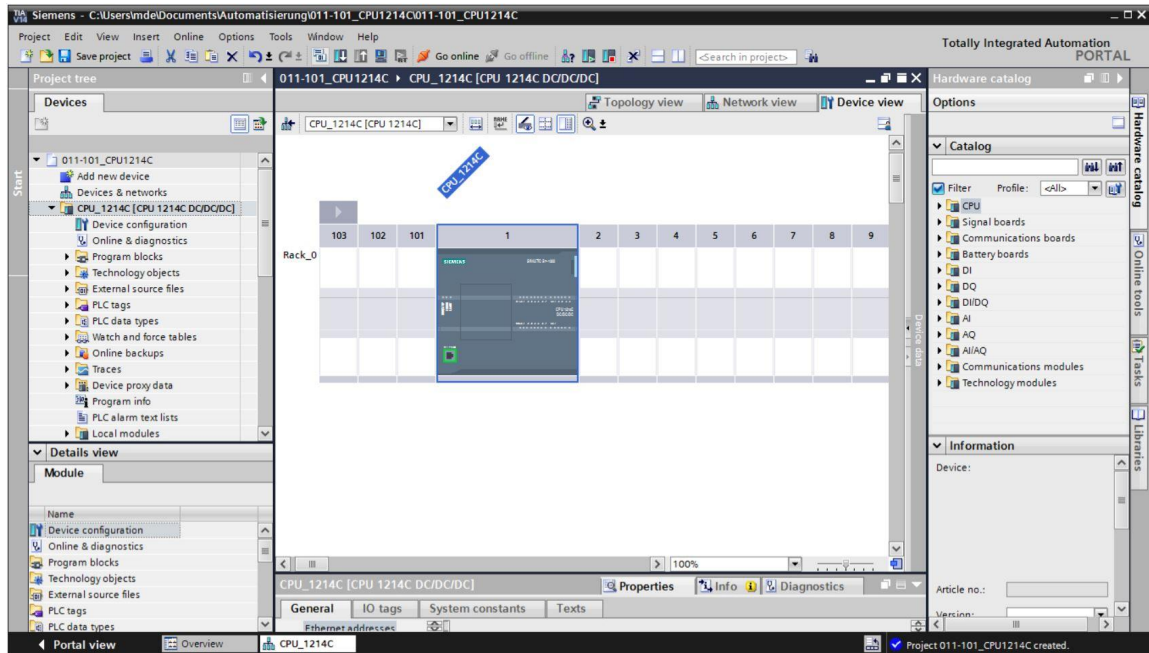 Siemens - C:\Users\mde\Documents\Automatisierung\011-101_CPU1214C\011-101_CPU1214C
Project Edit View Insert Online Options Tools Window Help
Save project
Go online
Go offline
<Search in project>
Totally Integrated Automation
PORTAL
Project tree
Devices
Start
011-101_CPU1214C
Add new device
Devices & networks
CPU_1214C [CPU 1214C DC/DC/DC]
Device configuration
Online & diagnostics
Program blocks
Technology objects
External source files
PLC tags
PLC data types
Watch and force tables
Online backups
Traces
Device proxy data
Program info
PLC alarm text lists
Local modules
Details view
Module
Name
Device configuration
Online & diagnostics
Program blocks
Technology objects
External source files
PLC tags
PLC data types
011-101_CPU1214C CPU_1214C [CPU 1214C DC/DC/DC]
Topology view
Network view
Device view
CPU_1214C [CPU 1214C]
CPU_1214C
103 102 101 1 2 3 4 5 6 7 8 9
Rack_0
SIEMENS
Device data
100%
CPU_1214C [CPU 1214C DC/DC/DC]
Properties
Info
Diagnostics
General
IO tags
System constants
Texts
Ethernet addresses
Hardware catalog
Options
Catalog
Filter
Profile:
<All>
CPU
Signal boards
Communications boards
Battery boards
DI
DQ
DI/DQ
AI
AQ
AI/AQ
Communications modules
Technology modules
Information
Device:
Article no.:
Version:
Hardware catalog
Online tools
Tasks
Libraries
Portal view
Overview
CPU_1214C
Project 011-101_CPU1214C created.